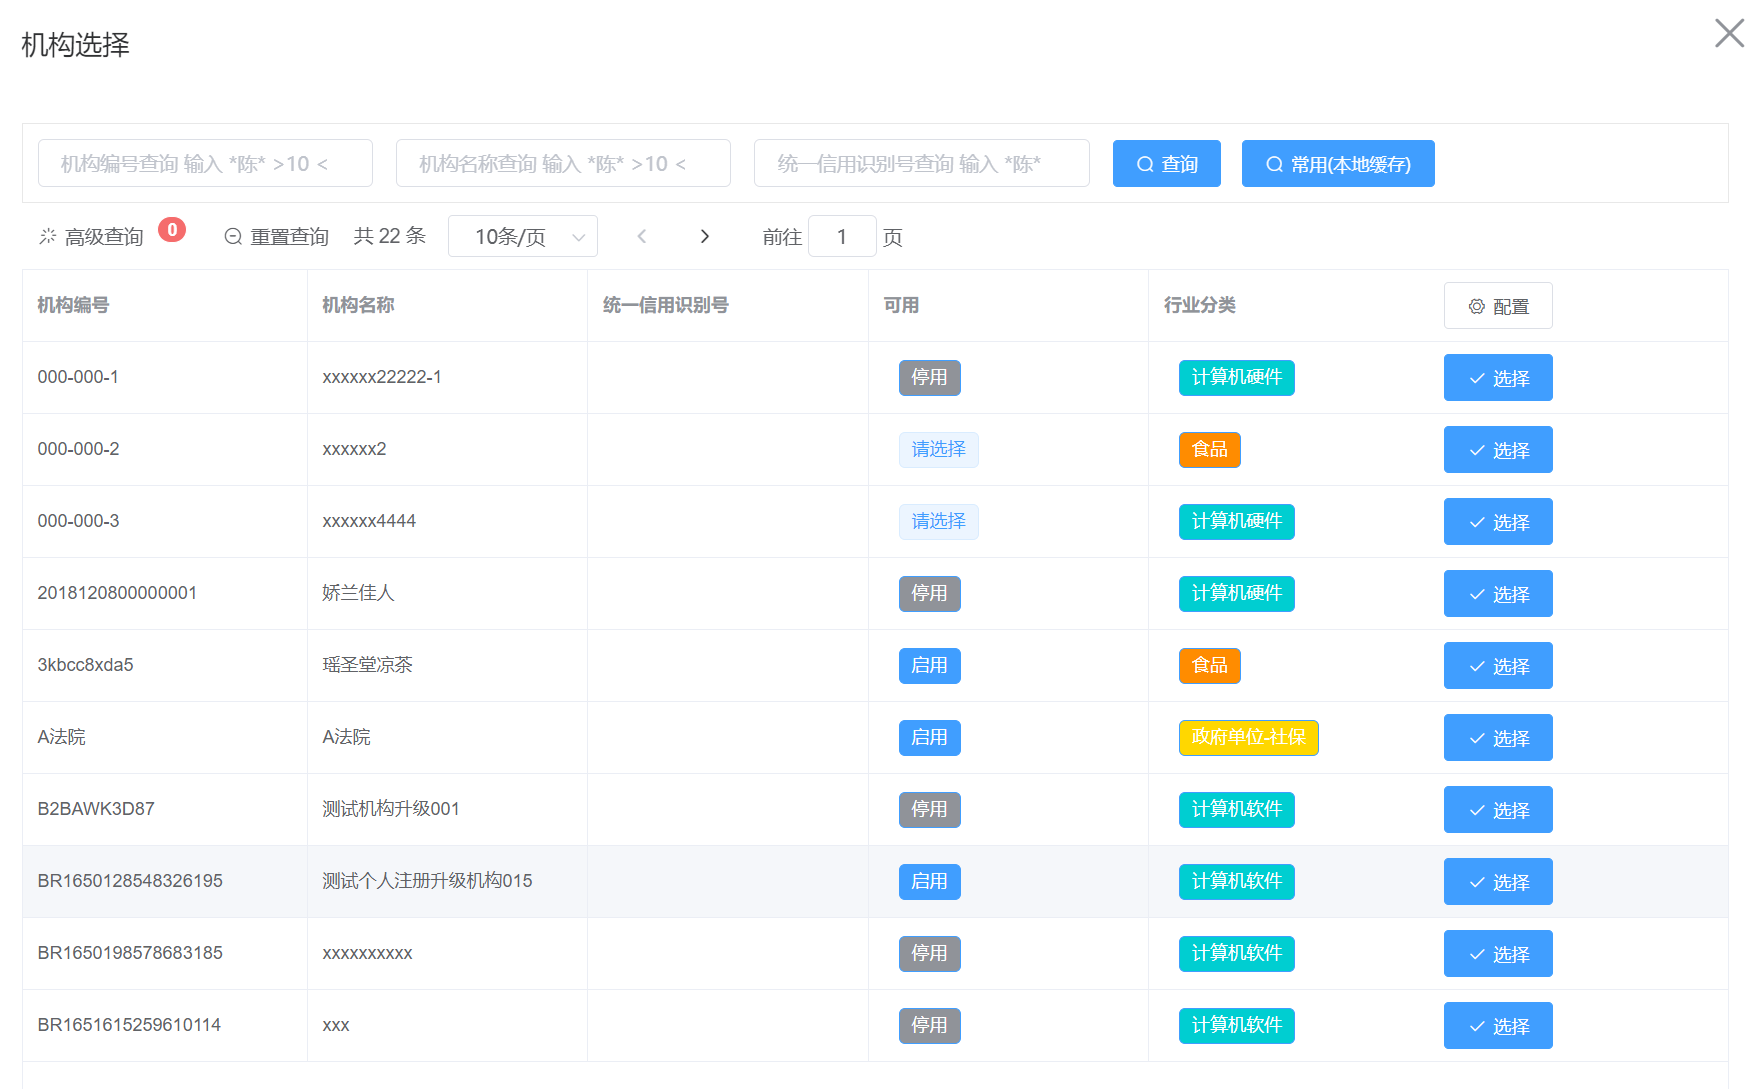 机构选择
机构编号查询 输入 *陈* >10 <
机构名称查询 输入 *陈* >10 <
统一信用识别号查询 输入 *陈*
查询
常用(本地缓存)
高级查询 0 重置查询 共 22 条 10条/页 前往 1 页
机构编号 机构名称 统一信用识别号 可用 行业分类 配置
000-000-1 xxxxxx22222-1 停用 计算机硬件 选择
000-000-2 xxxxxx2 请选择 食品 选择
000-000-3 xxxxxx4444 请选择 计算机硬件 选择
2018120800000001 娇兰佳人 停用 计算机硬件 选择
3kbcc8xda5 瑶圣堂凉茶 启用 食品 选择
A法院 A法院 启用 政府单位-社保 选择
B2BAWK3D87 测试机构升级001 停用 计算机软件 选择
BR1650128548326195 测试个人注册升级机构015 启用 计算机软件 选择
BR1650198578683185 xxxxxxxxxx 停用 计算机软件 选择
BR1651615259610114 xxx 停用 计算机软件 选择